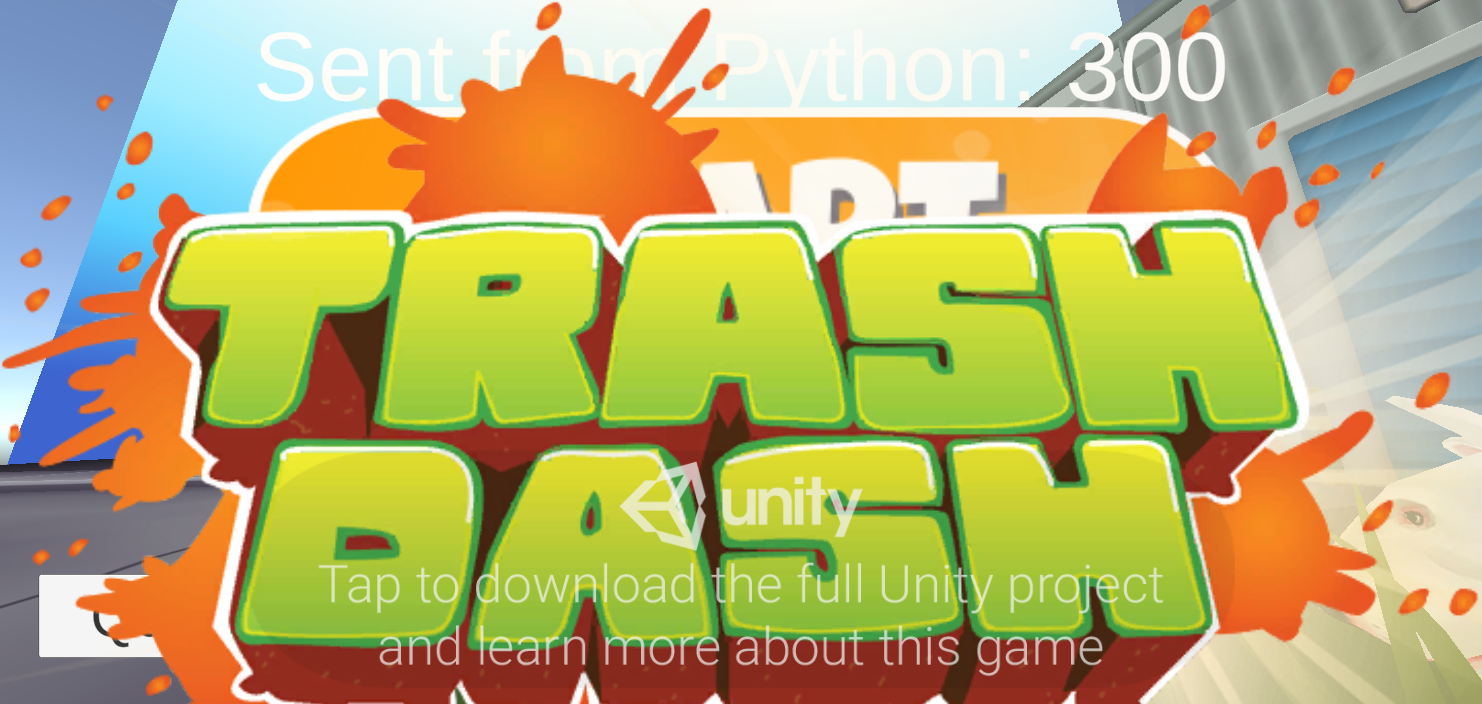 Sent from Python: 300
TRASH
DASH
unity
Tap to download the full Unity project
and learn more about this game